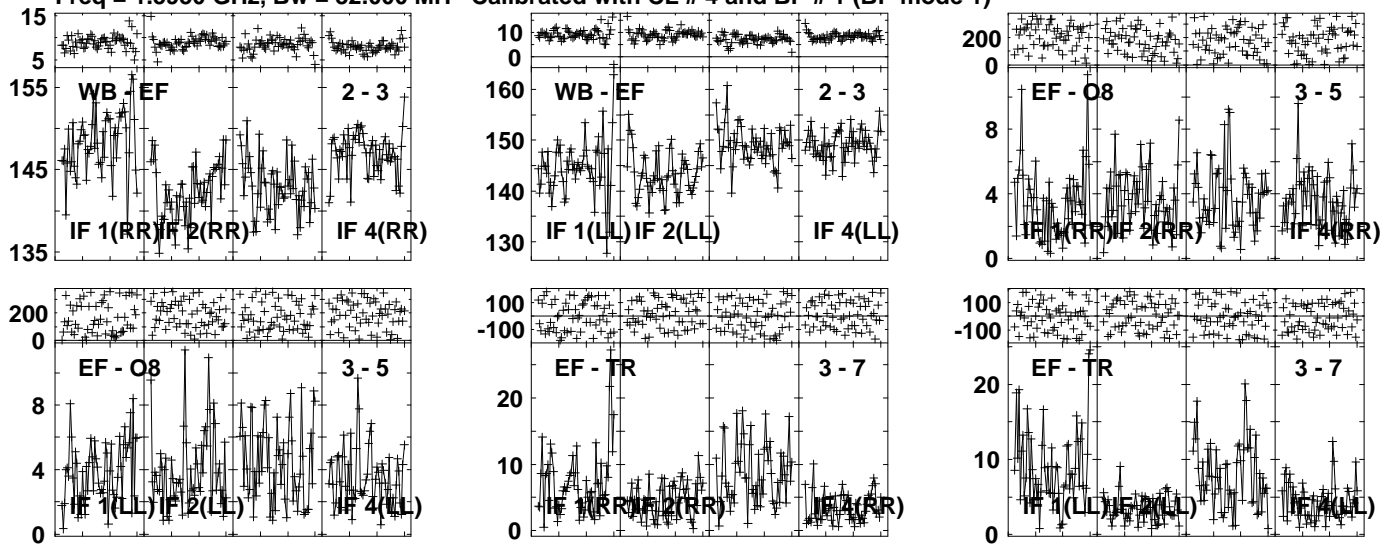 GHz, Bw = 32.000 MH Calibrated with CL # 4 and BP # 1 (BP mode 1)
15
5
155
145
135
WB - EF 2 - 3
IF 1(RR) IF 2(RR) IF 4(RR)
10
0
160
150
140
130
WB - EF 2 - 3
IF 1(LL) IF 2(LL) IF 4(LL)
200
0
8
4
0
EF - O8 3 - 5
IF 1(RR) IF 2(RR) IF 4(RR)
200
0
8
4
0
EF - O8 3 - 5
IF 1(LL) IF 2(LL) IF 4(LL)
100
-100
20
10
0
EF - TR 3 - 7
IF 1(RR) IF 2(RR) IF 4(RR)
100
-100
20
10
0
EF - TR 3 - 7
IF 1(LL) IF 2(LL) IF 4(LL)